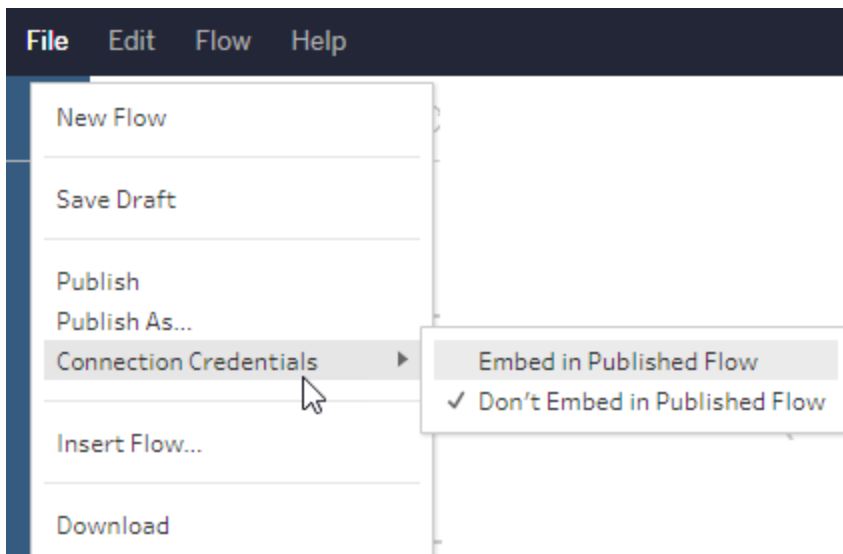 File Edit Flow Help
New Flow
Save Draft
Publish
Publish As...
Connection Credentials
Embed in Published Flow
✓ Don't Embed in Published Flow
Insert Flow...
Download